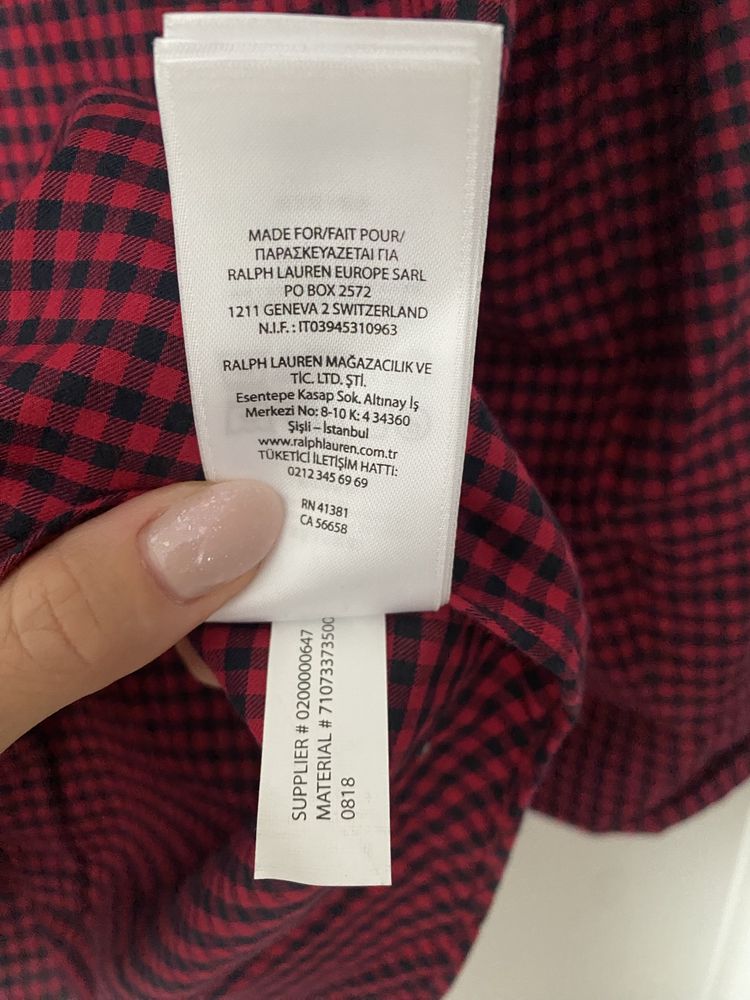 MADE FOR/FAIT POUR/
ΠΑΡΑΣΚΕΥΑΖΕΤΑΙ ΓΙΑ
RALPH LAUREN EUROPE SARL
PO BOX 2572
1211 GENEVA 2 SWITZERLAND
N.I.F. : IT03945310963
RALPH LAUREN MAĞAZACILIK VE
TİC. LTD. ŞTİ.
Esentepe Kasap Sok. Altınay İş
Merkezi No: 8-10 K: 4 34360
Şişli – İstanbul
www.ralphlauren.com.tr
TÜKETİCİ İLETİŞİM HATTI:
0212 345 69 69
RN 41381
CA 56658
SUPPLIER # 0200000647
MATERIAL # 71073373500
0818